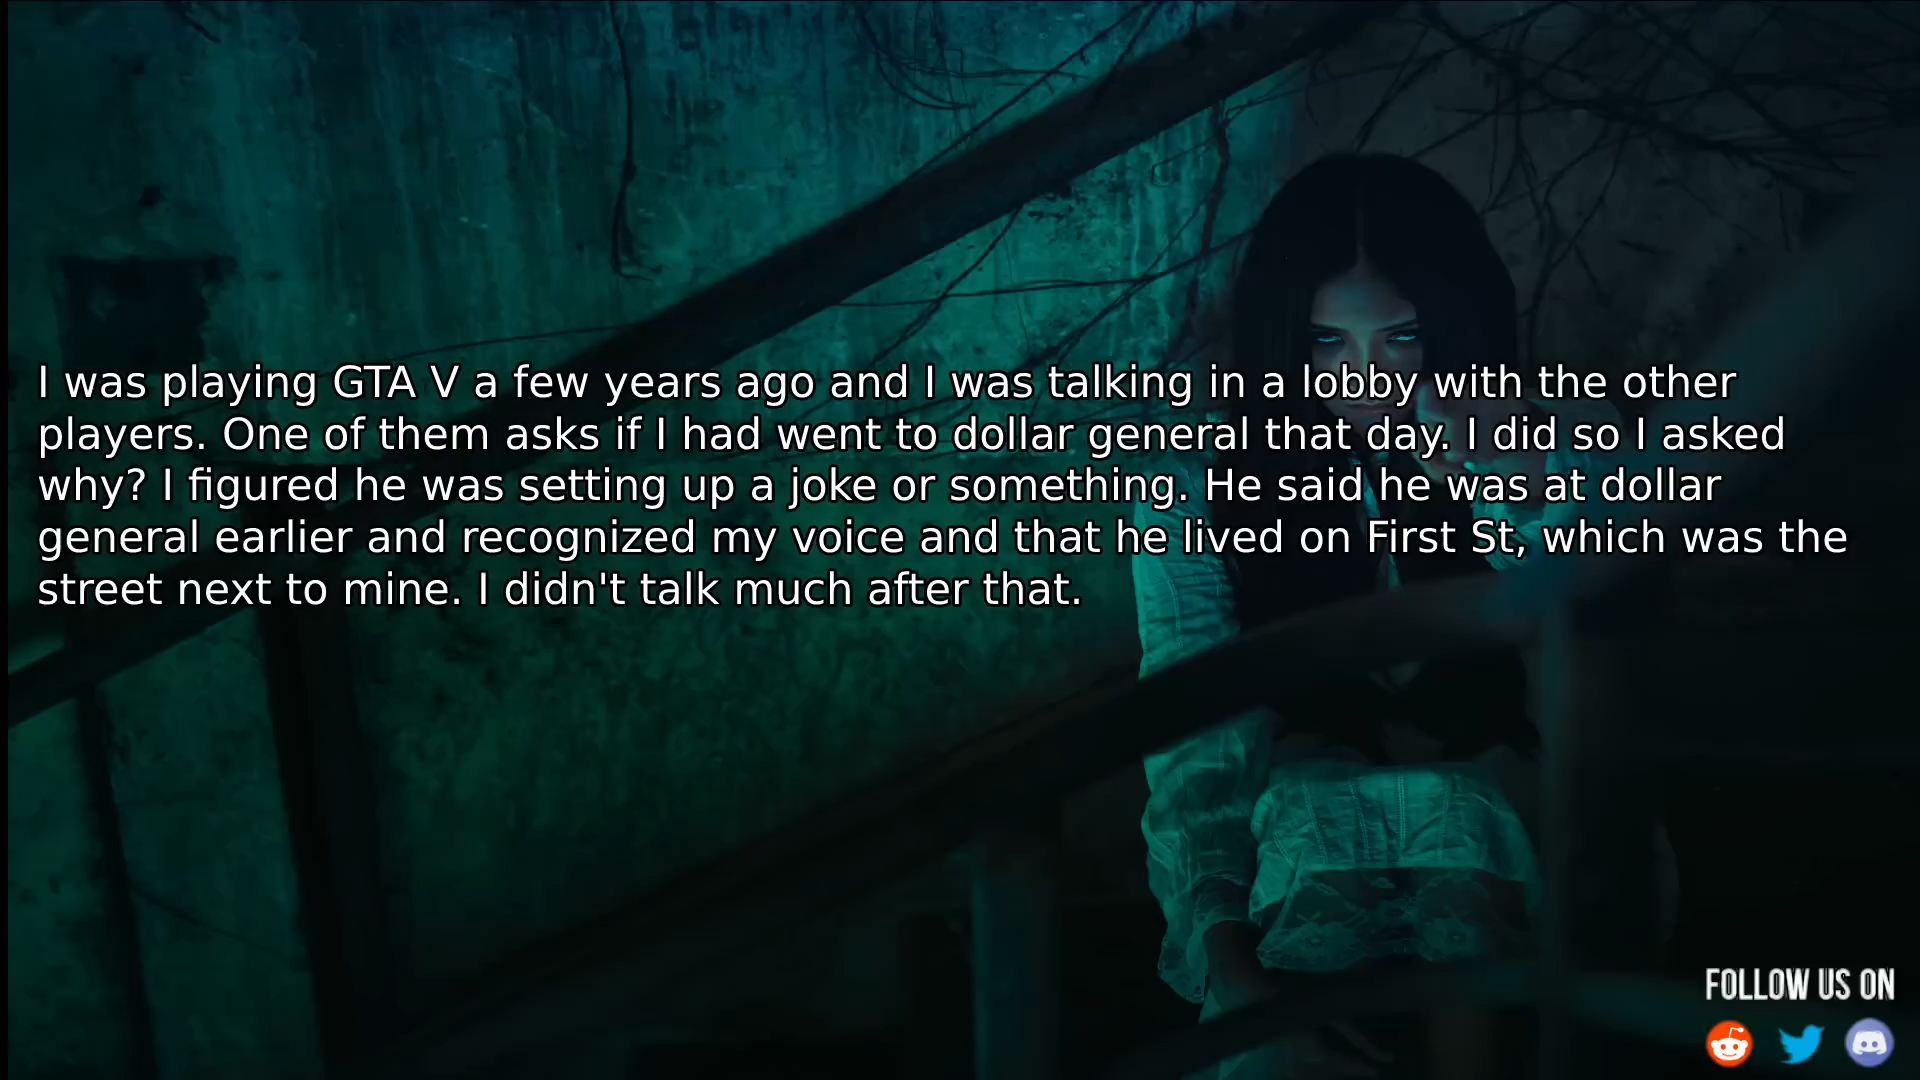 I was playing GTA V a few years ago and I was talking in a lobby with the other
players. One of them asks if I had went to dollar general that day. I did so I asked
why? I figured he was setting up a joke or something. He said he was at dollar
general earlier and recognized my voice and that he lived on First St, which was the
street next to mine. I didn't talk much after that.
FOLLOW US ON